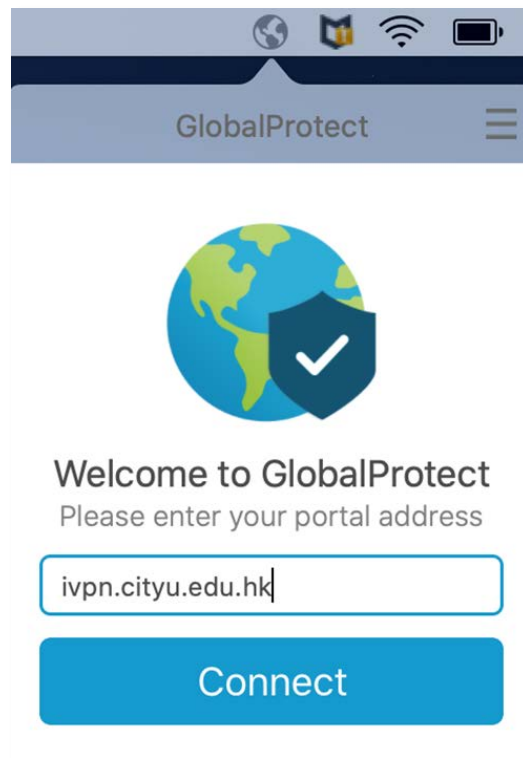 GlobalProtect
Welcome to GlobalProtect
Please enter your portal address
ivpn.cityu.edu.hk
Connect